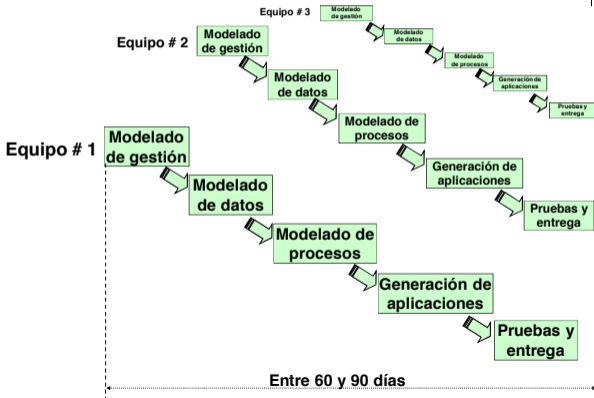 Equipo # 3
Modelado
de gestión
Modelado
de datos
Modelado
de procesos
Generación de
aplicaciones
Pruebas y
entrega
Equipo # 2
Modelado
de gestión
Modelado
de datos
Modelado de
procesos
Generación de
aplicaciones
Pruebas y
entrega
Equipo # 1
Modelado
de gestión
Modelado
de datos
Modelado de
procesos
Generación de
aplicaciones
Pruebas y
entrega
Entre 60 y 90 días